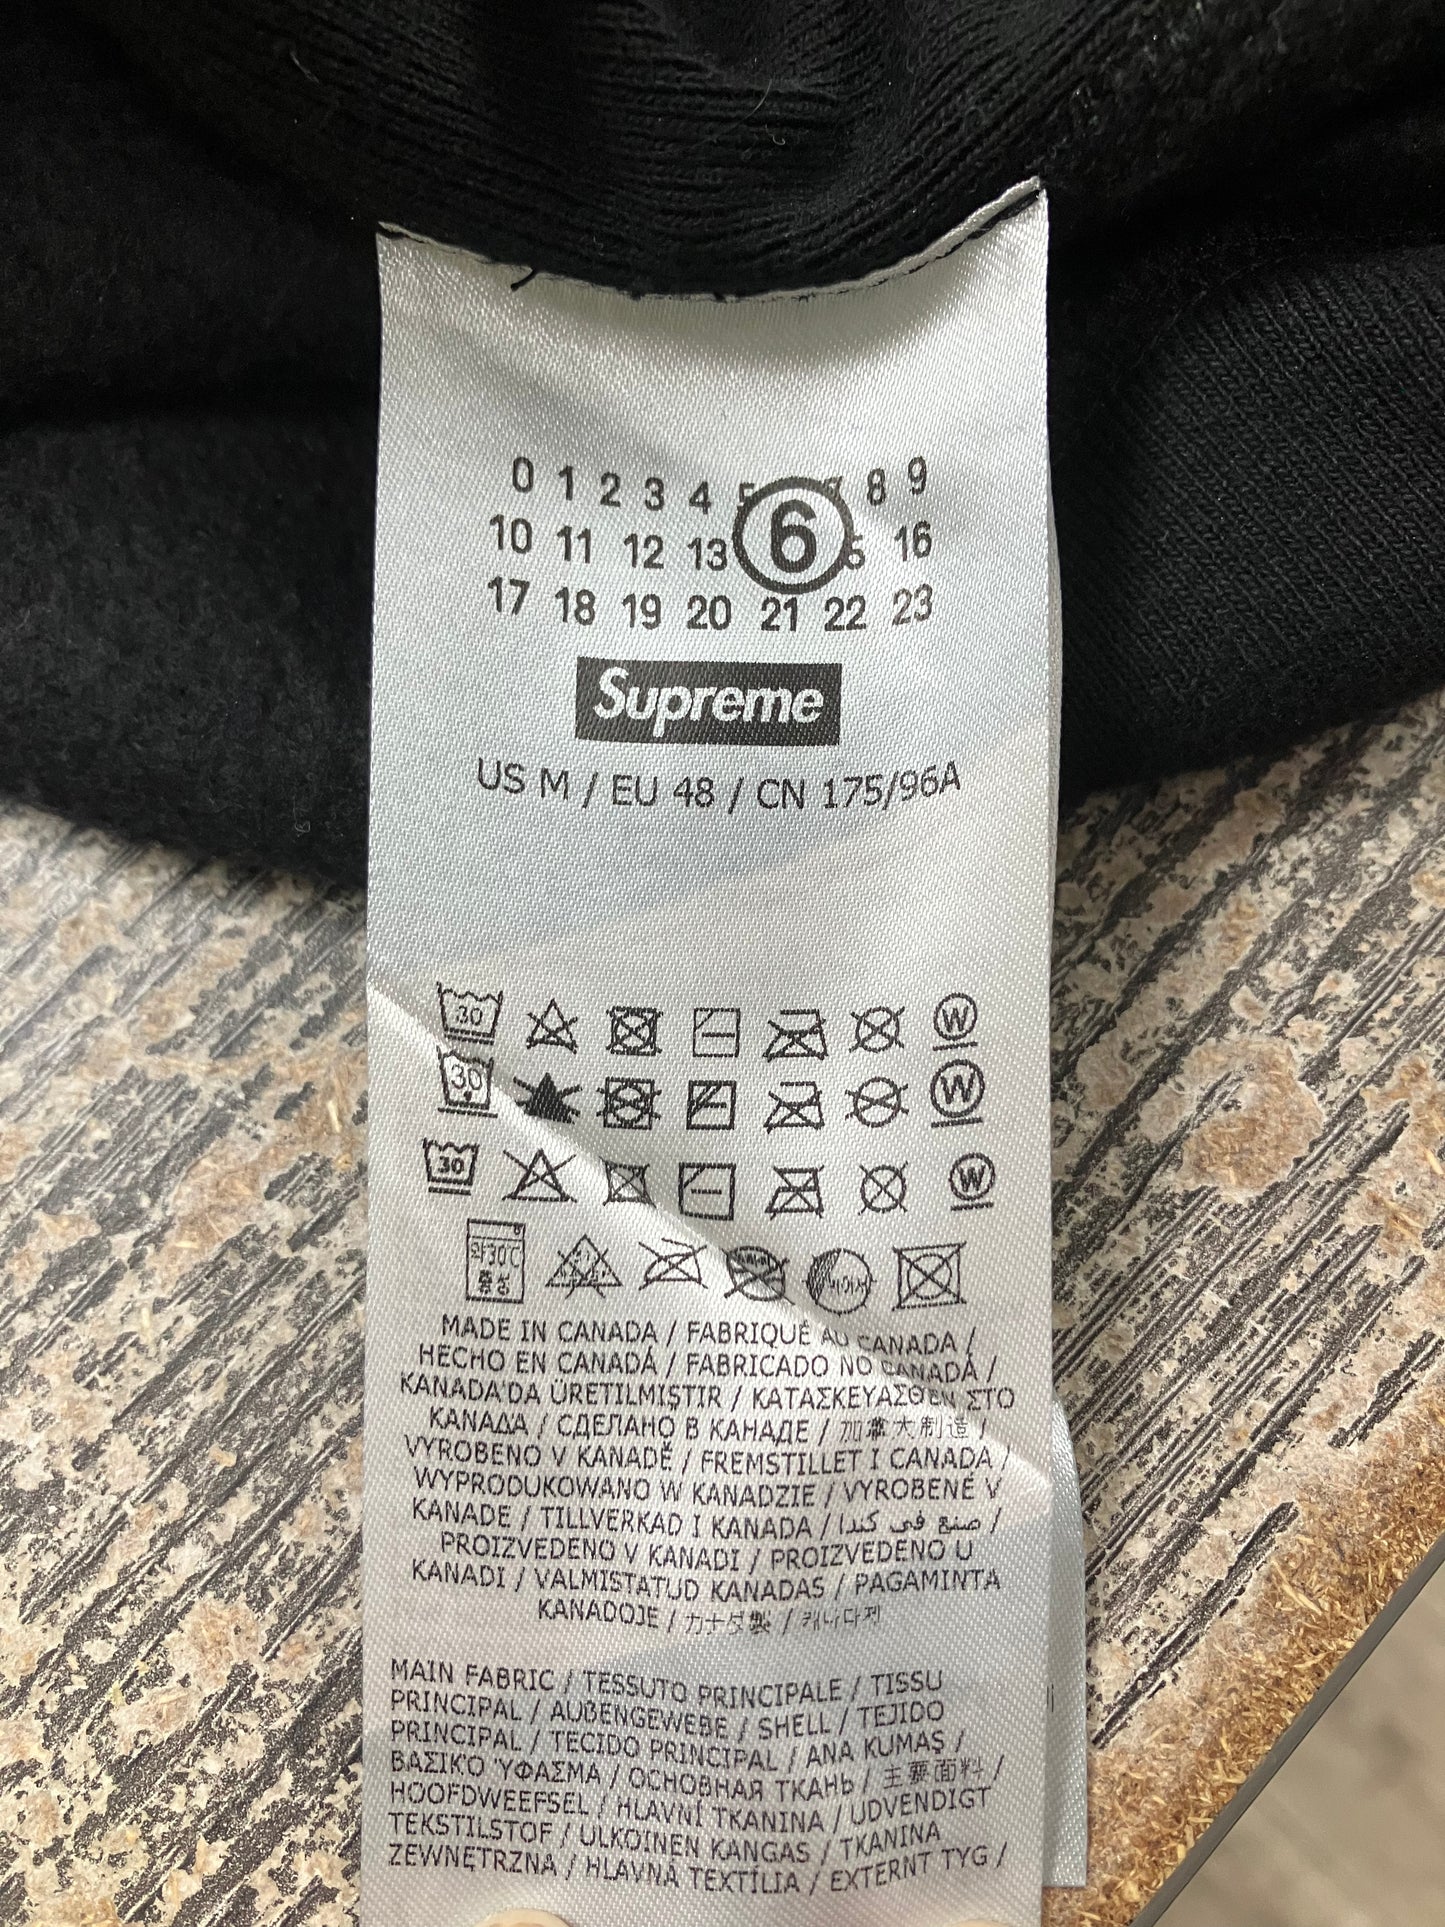 0 1 2 3 4 5 7 8 9
6
10 11 12 13 16
17 18 19 20 21 22 23
Supreme
US M / EU 48 / CN 175/96A
30 W
30 W
30 W
MADE IN CANADA / FABRIQUÉ AU CANADA /
HECHO EN CANADÁ / FABRICADO NO CANADÁ /
KANADA'DA ÜRETILMIŞTIR / ΚΑΤΑΣΚΕΥΑΣΘΕΝ ΣΤΟ
ΚΑΝΑΔΑ / СДЕЛАНО В КАНАДЕ / 加拿大制造 /
VYROBENO V KANADĚ / FREMSTILLET I CANADA /
WYPRODUKOWANO W KANADZIE / VYROBENÉ V
KANADE / TILLVERKAD I KANADA / صنع في كندا /
PROIZVEDENO V KANADI / PROIZVEDENO U
KANADI / VALMISTATUD KANADAS / PAGAMINTA
KANADOJE / カナダ製 / 캐나다제
MAIN FABRIC / TESSUTO PRINCIPALE / TISSU
PRINCIPAL / AUßENGEWEBE / SHELL / TEJIDO
PRINCIPAL / TECIDO PRINCIPAL / ANA KUMAŞ /
ΒΑΣΙΚΟ ΎΦΑΣΜΑ / ОСНОВНАЯ ТКАНЬ / 主要面料 /
HOOFDWEEFSEL / HLAVNÍ TKANINA / UDVENDIGT
TEKSTILSTOF / ULKOINEN KANGAS / TKANINA
ZEWNĘTRZNA / HLAVNÁ TEXTÍLIA / EXTERNT TYG /